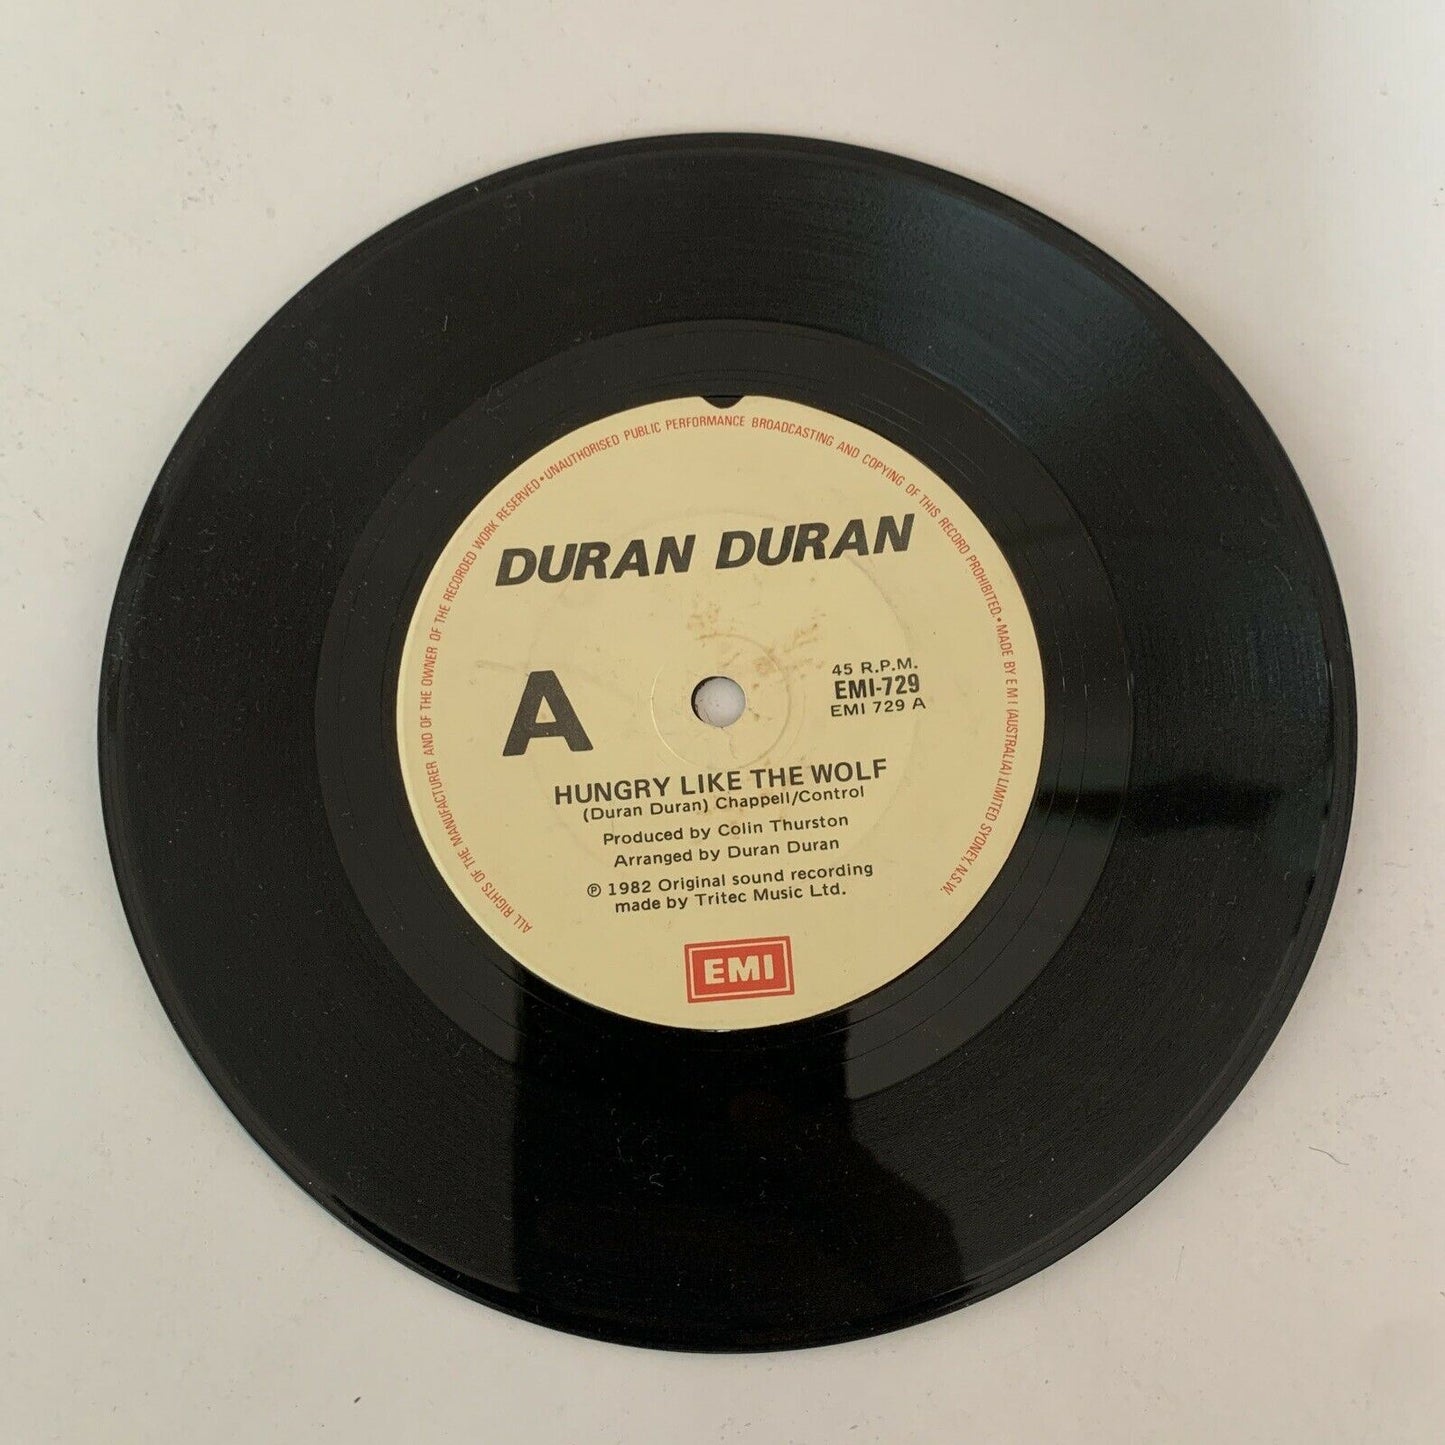 ALL RIGHTS OF THE MANUFACTURER AND OF THE OWNER OF THE RECORDED WORK RESERVED • UNAUTHORISED PUBLIC PERFORMANCE BROADCASTING AND COPYING OF THIS RECORD PROHIBITED. • MADE BY E M I (AUSTRALIA) LIMITED SYDNEY, N.S.W.
DURAN DURAN
A
45 R.P.M.
EMI-729
EMI 729 A
HUNGRY LIKE THE WOLF
(Duran Duran) Chappell/Control
Produced by Colin Thurston
Arranged by Duran Duran
℗ 1982 Original sound recording
made by Tritec Music Ltd.
EMI